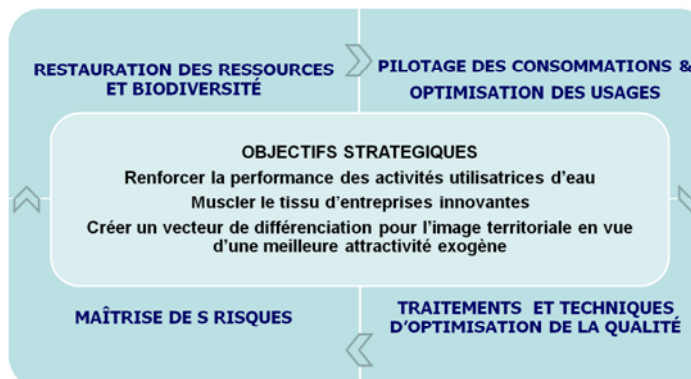 RESTAURATION DES RESSOURCES
ET BIODIVERSITÉ
PILOTAGE DES CONSOMMATIONS &
OPTIMISATION DES USAGES
OBJECTIFS STRATEGIQUES
Renforcer la performance des activités utilisatrices d'eau
Muscler le tissu d'entreprises innovantes
Créer un vecteur de différenciation pour l'image territoriale en vue
d'une meilleure attractivité exogène
MAÎTRISE DE S RISQUES
TRAITEMENTS ET TECHNIQUES
D'OPTIMISATION DE LA QUALITÉ